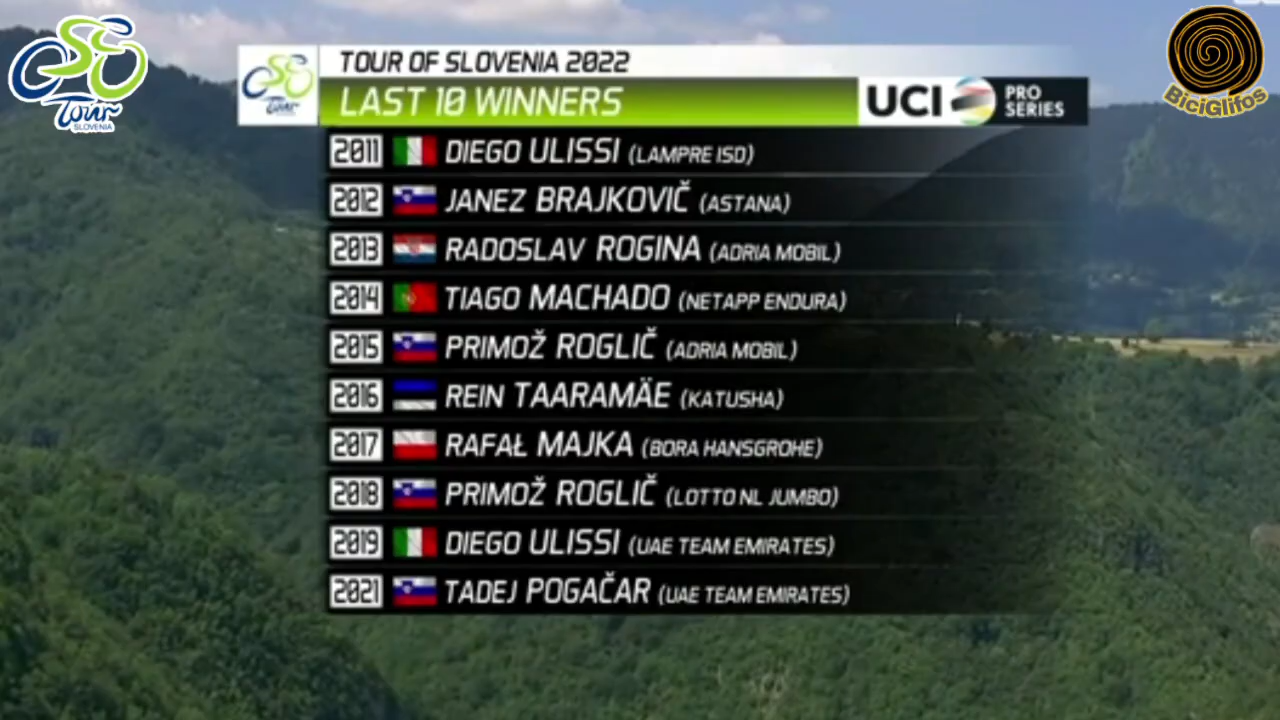 Tour
SLOVENIA
BiciGlifos
Tour
TOUR OF SLOVENIA 2022
LAST 10 WINNERS
UCI PRO SERIES
2011 DIEGO ULISSI (LAMPRE ISD)
2012 JANEZ BRAJKOVIČ (ASTANA)
2013 RADOSLAV ROGINA (ADRIA MOBIL)
2014 TIAGO MACHADO (NETAPP ENDURA)
2015 PRIMOŽ ROGLIČ (ADRIA MOBIL)
2016 REIN TAARAMÄE (KATUSHA)
2017 RAFAŁ MAJKA (BORA HANSGROHE)
2018 PRIMOŽ ROGLIČ (LOTTO NL JUMBO)
2019 DIEGO ULISSI (UAE TEAM EMIRATES)
2021 TADEJ POGAČAR (UAE TEAM EMIRATES)